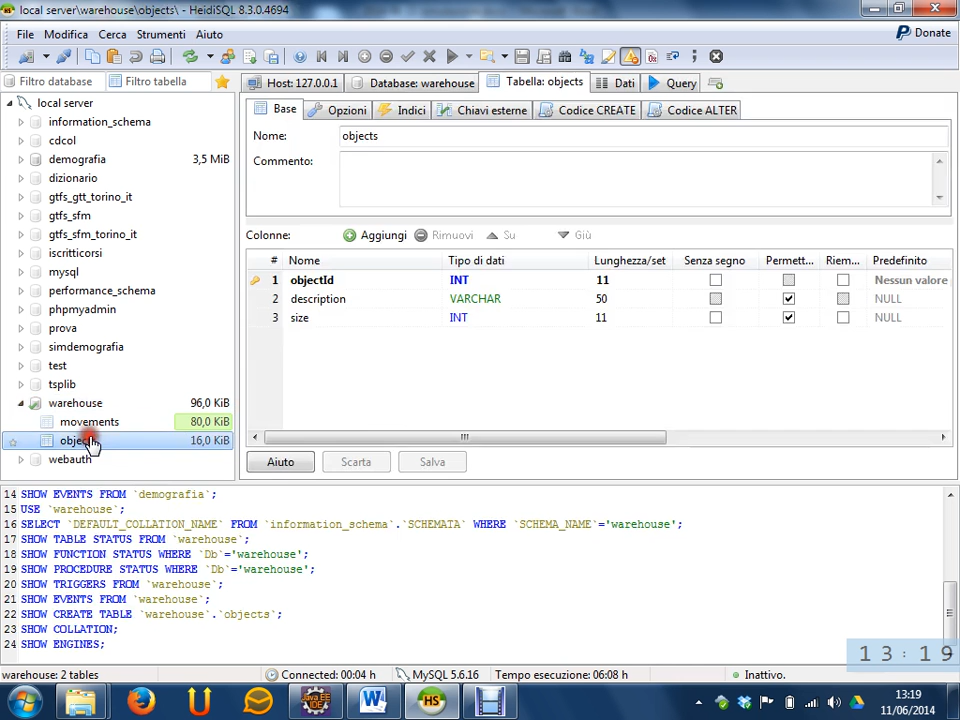 local server\warehouse\objects\ - HeidiSQL 8.3.0.4694
File Modifica Cerca Strumenti Aiuto Donate
Filtro database Filtro tabella Host: 127.0.0.1 Database: warehouse Tabella: objects Dati Query
local server
information_schema
cdcol
demografia 3,5 MiB
dizionario
gtfs_gtt_torino_it
gtfs_sfm
gtfs_sfm_torino_it
iscritticorsi
mysql
performance_schema
phpmyadmin
prova
simdemografia
test
tsplib
warehouse 96,0 KiB
movements 80,0 KiB
16,0 KiB
webauth
Base Opzioni Indici Chiavi esterne Codice CREATE Codice ALTER
Nome: objects
Commento:
Colonne: Aggiungi Rimuovi Su Giù
# Nome Tipo di dati Lunghezza/set Senza segno Permett... Riem... Predefinito
1 objectId INT 11 Nessun valore
2 description VARCHAR 50 NULL
3 size INT 11 NULL
Aiuto Scarta Salva
14 SHOW EVENTS FROM `demografia`;
15 USE `warehouse`;
16 SELECT `DEFAULT_COLLATION_NAME` FROM `information_schema`.`SCHEMATA` WHERE `SCHEMA_NAME`='warehouse';
17 SHOW TABLE STATUS FROM `warehouse`;
18 SHOW FUNCTION STATUS WHERE `Db`='warehouse';
19 SHOW PROCEDURE STATUS WHERE `Db`='warehouse';
20 SHOW TRIGGERS FROM `warehouse`;
21 SHOW EVENTS FROM `warehouse`;
22 SHOW CREATE TABLE `warehouse`.`objects`;
23 SHOW COLLATION;
24 SHOW ENGINES;
13:19
warehouse: 2 tables Connected: 00:04 h MySQL 5.6.16 Tempo esecuzione: 06:08 h Inattivo.
Java EE
IDE
13:19
11/06/2014